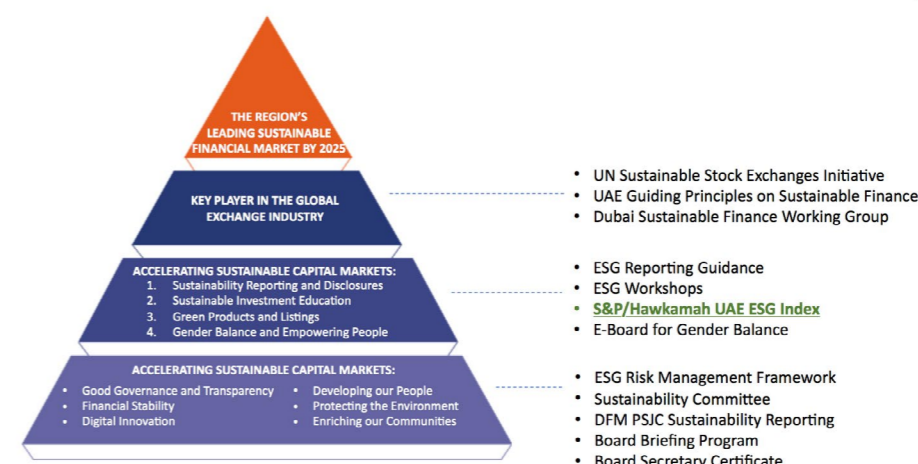 THE REGION'S
LEADING SUSTAINABLE
FINANCIAL MARKET BY 2025
KEY PLAYER IN THE GLOBAL
EXCHANGE INDUSTRY
• UN Sustainable Stock Exchanges Initiative
• UAE Guiding Principles on Sustainable Finance
• Dubai Sustainable Finance Working Group
ACCELERATING SUSTAINABLE CAPITAL MARKETS:
1. Sustainability Reporting and Disclosures
2. Sustainable Investment Education
3. Green Products and Listings
4. Gender Balance and Empowering People
• ESG Reporting Guidance
• ESG Workshops
• S&P/Hawkamah UAE ESG Index
• E-Board for Gender Balance
ACCELERATING SUSTAINABLE CAPITAL MARKETS:
• Good Governance and Transparency
• Financial Stability
• Digital Innovation
• Developing our People
• Protecting the Environment
• Enriching our Communities
• ESG Risk Management Framework
• Sustainability Committee
• DFM PSJC Sustainability Reporting
• Board Briefing Program
• Board Secretary Certificate